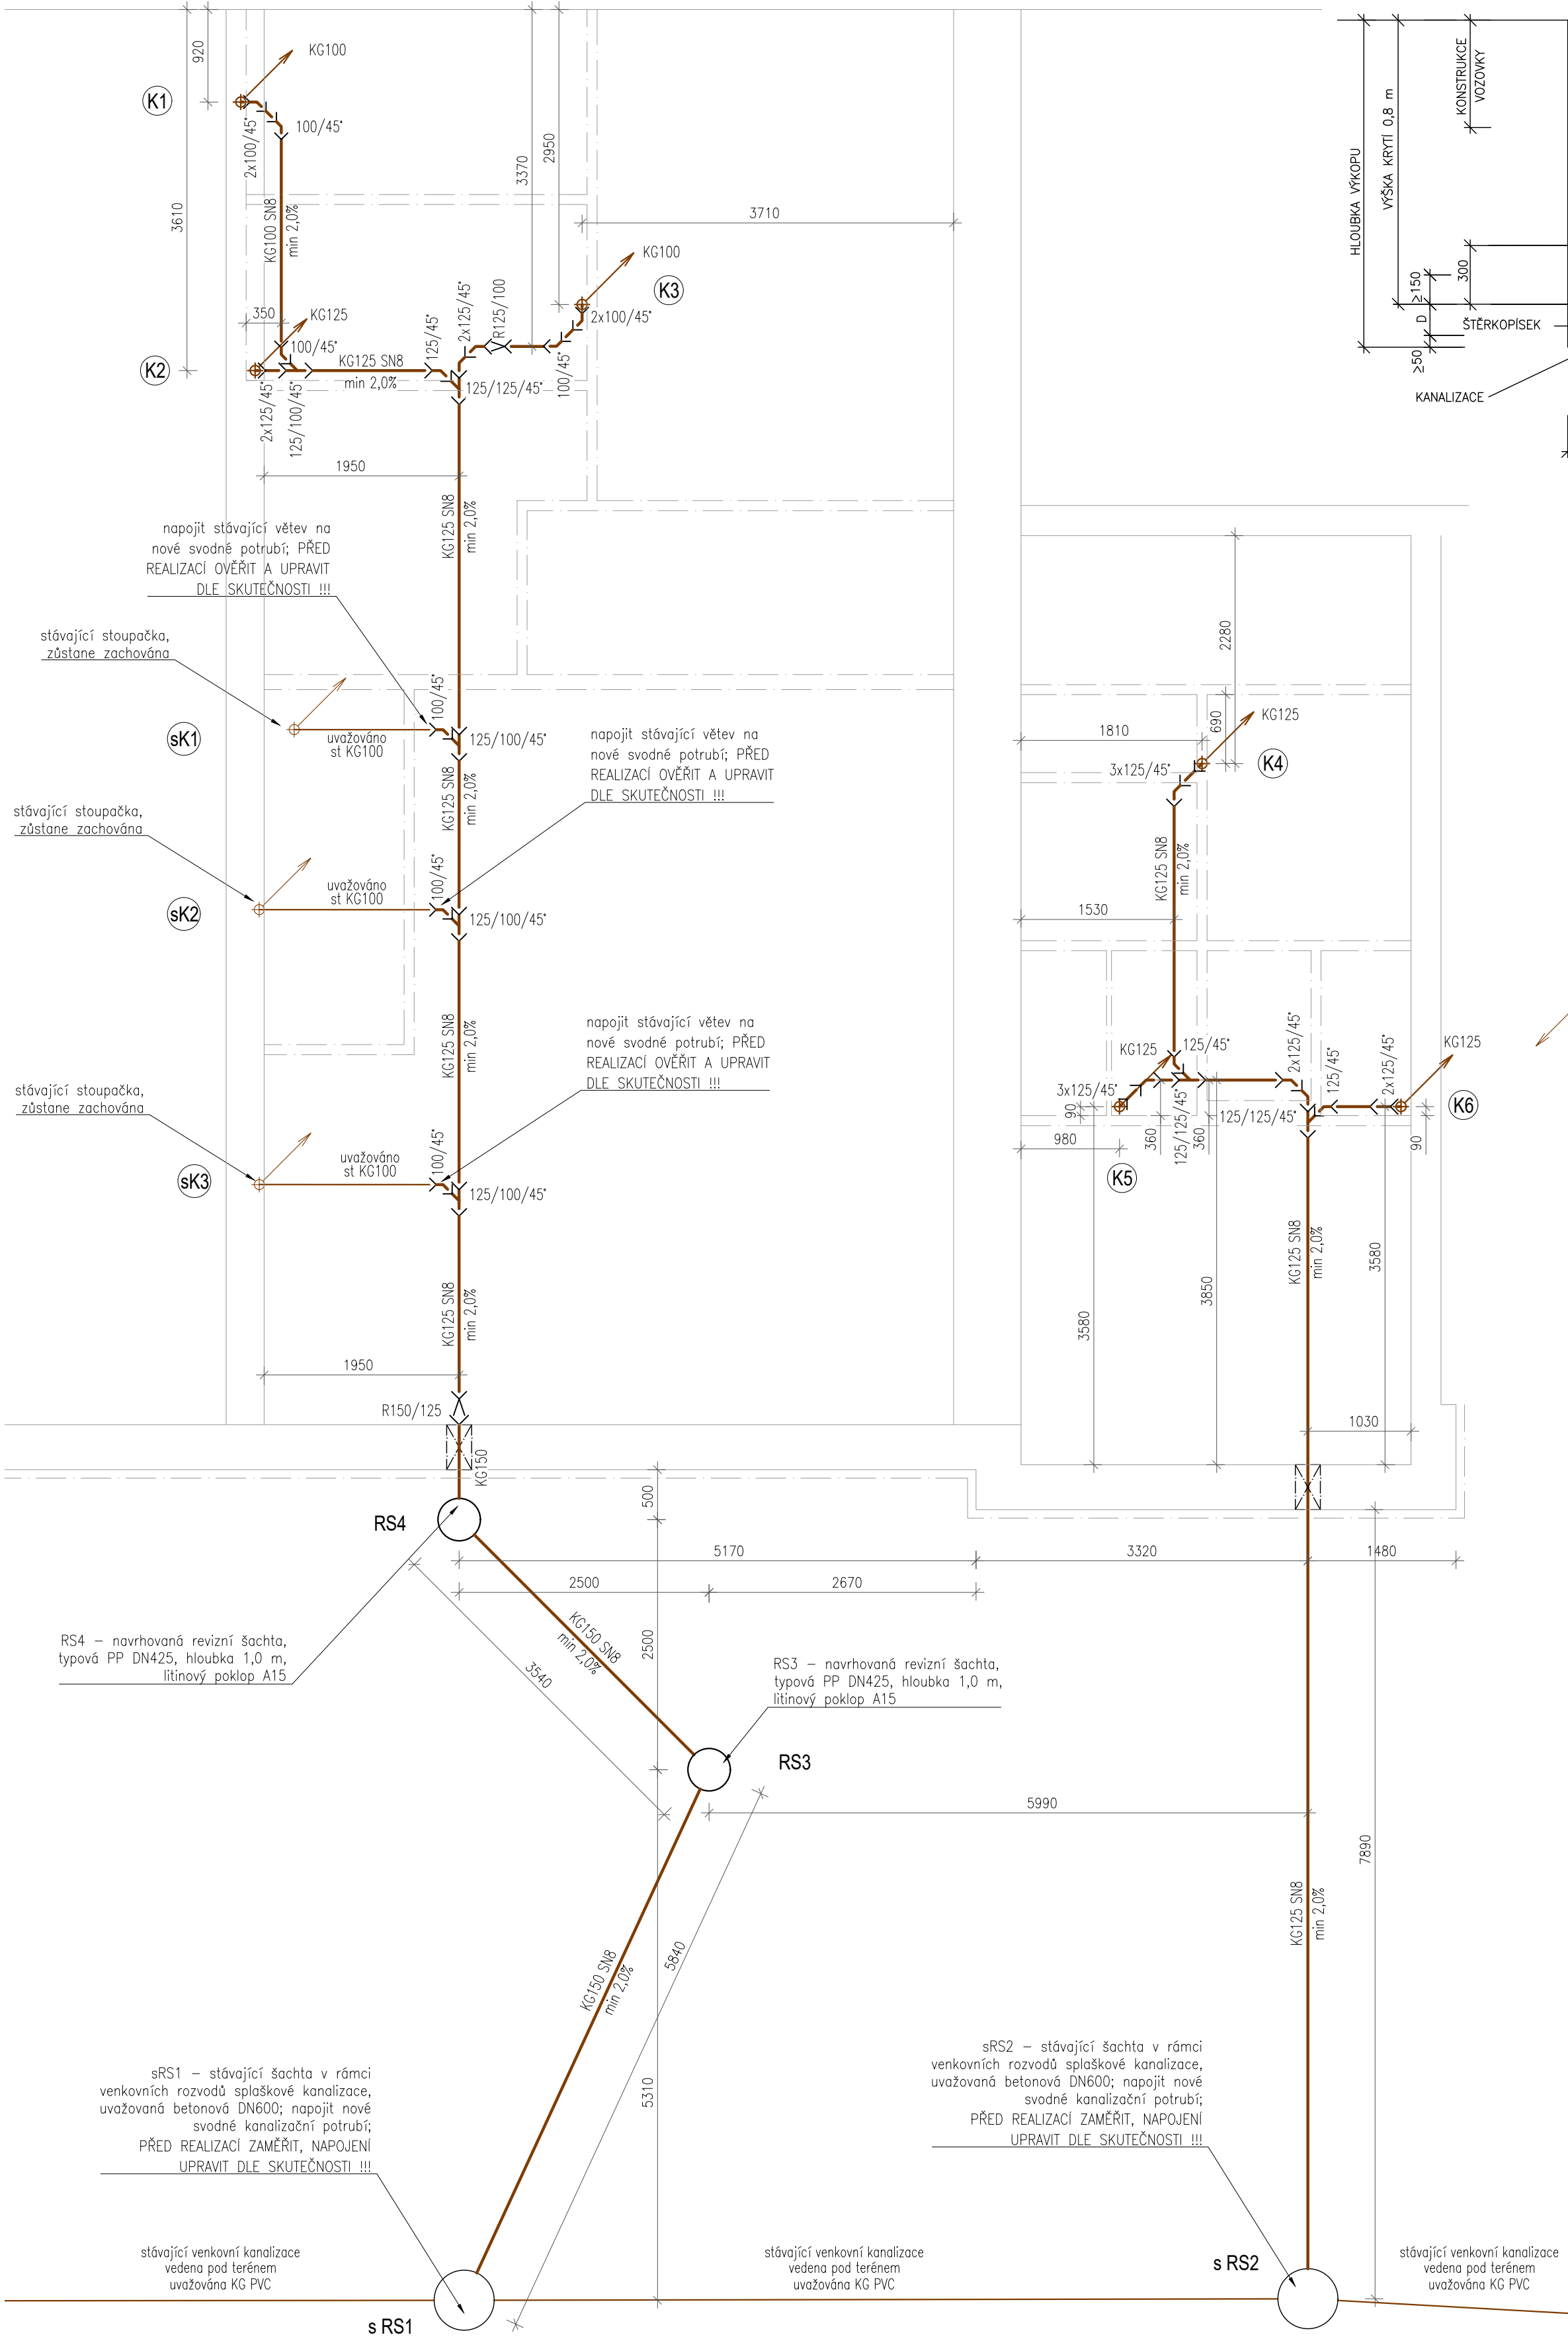 920
KG100
K1
2x100/45°
100/45°
3610
KG100 SN8
min 2,0%
3370
2950
3710
KG100
K3
350
KG125
100/45°
K2
KG125 SN8
min 2,0%
125/45°
2x125/45°
R125/100
2x100/45°
100/45°
125/125/45°
2x125/45°
125/100/45°
1950
KG125 SN8
min 2,0%
HLOUBKA VÝKOPU
VÝŠKA KRYTÍ 0,8 m
KONSTRUKCE
VOZOVKY
300
≥150
D
≥50
ŠTĚRKOPÍSEK
KANALIZACE
napojit stávající větev na
nové svodné potrubí; PŘED
REALIZACÍ OVĚŘIT A UPRAVIT
DLE SKUTEČNOSTI !!!
stávající stoupačka,
zůstane zachována
sK1
uvažováno
st KG100
100/45°
125/100/45°
KG125 SN8
min 2,0%
napojit stávající větev na
nové svodné potrubí; PŘED
REALIZACÍ OVĚŘIT A UPRAVIT
DLE SKUTEČNOSTI !!!
stávající stoupačka,
zůstane zachována
sK2
uvažováno
st KG100
100/45°
125/100/45°
KG125 SN8
min 2,0%
napojit stávající větev na
nové svodné potrubí; PŘED
REALIZACÍ OVĚŘIT A UPRAVIT
DLE SKUTEČNOSTI !!!
stávající stoupačka,
zůstane zachována
sK3
uvažováno
st KG100
100/45°
125/100/45°
KG125 SN8
min 2,0%
1950
R150/125
KG150
2280
690
1810
KG125
K4
3x125/45°
KG125 SN8
min 2,0%
1530
KG125
125/45°
2x125/45°
125/45°
2x125/45°
KG125
K6
3x125/45°
90
360
125/125/45°
360
125/125/45°
90
980
K5
KG125 SN8
min 2,0%
3580
3850
3580
1030
RS4
500
5170
3320
1480
2500
2670
KG150 SN8
min 2,0%
3540
2500
RS4 – navrhovaná revizní šachta,
typová PP DN425, hloubka 1,0 m,
litinový poklop A15
RS3 – navrhovaná revizní šachta,
typová PP DN425, hloubka 1,0 m,
litinový poklop A15
RS3
5990
7890
KG125 SN8
min 2,0%
KG150 SN8
min 2,0%
5840
5310
sRS1 – stávající šachta v rámci
venkovních rozvodů splaškové kanalizace,
uvažovaná betonová DN600; napojit nové
svodné kanalizační potrubí;
PŘED REALIZACÍ ZAMĚŘIT, NAPOJENÍ
UPRAVIT DLE SKUTEČNOSTI !!!
sRS2 – stávající šachta v rámci
venkovních rozvodů splaškové kanalizace,
uvažovaná betonová DN600; napojit nové
svodné kanalizační potrubí;
PŘED REALIZACÍ ZAMĚŘIT, NAPOJENÍ
UPRAVIT DLE SKUTEČNOSTI !!!
stávající venkovní kanalizace
vedena pod terénem
uvažována KG PVC
stávající venkovní kanalizace
vedena pod terénem
uvažována KG PVC
s RS2
stávající venkovní kanalizace
vedena pod terénem
uvažována KG PVC
s RS1